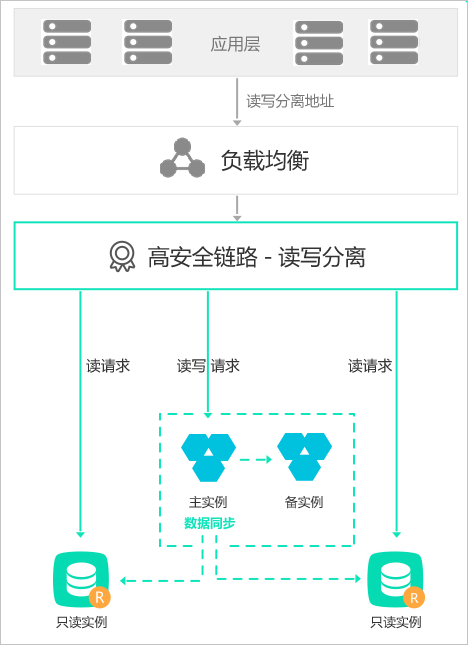 应用层
读写分离地址
负载均衡
高安全链路 - 读写分离
读请求
读写 请求
读请求
主实例
备实例
数据同步
R
R
只读实例
只读实例